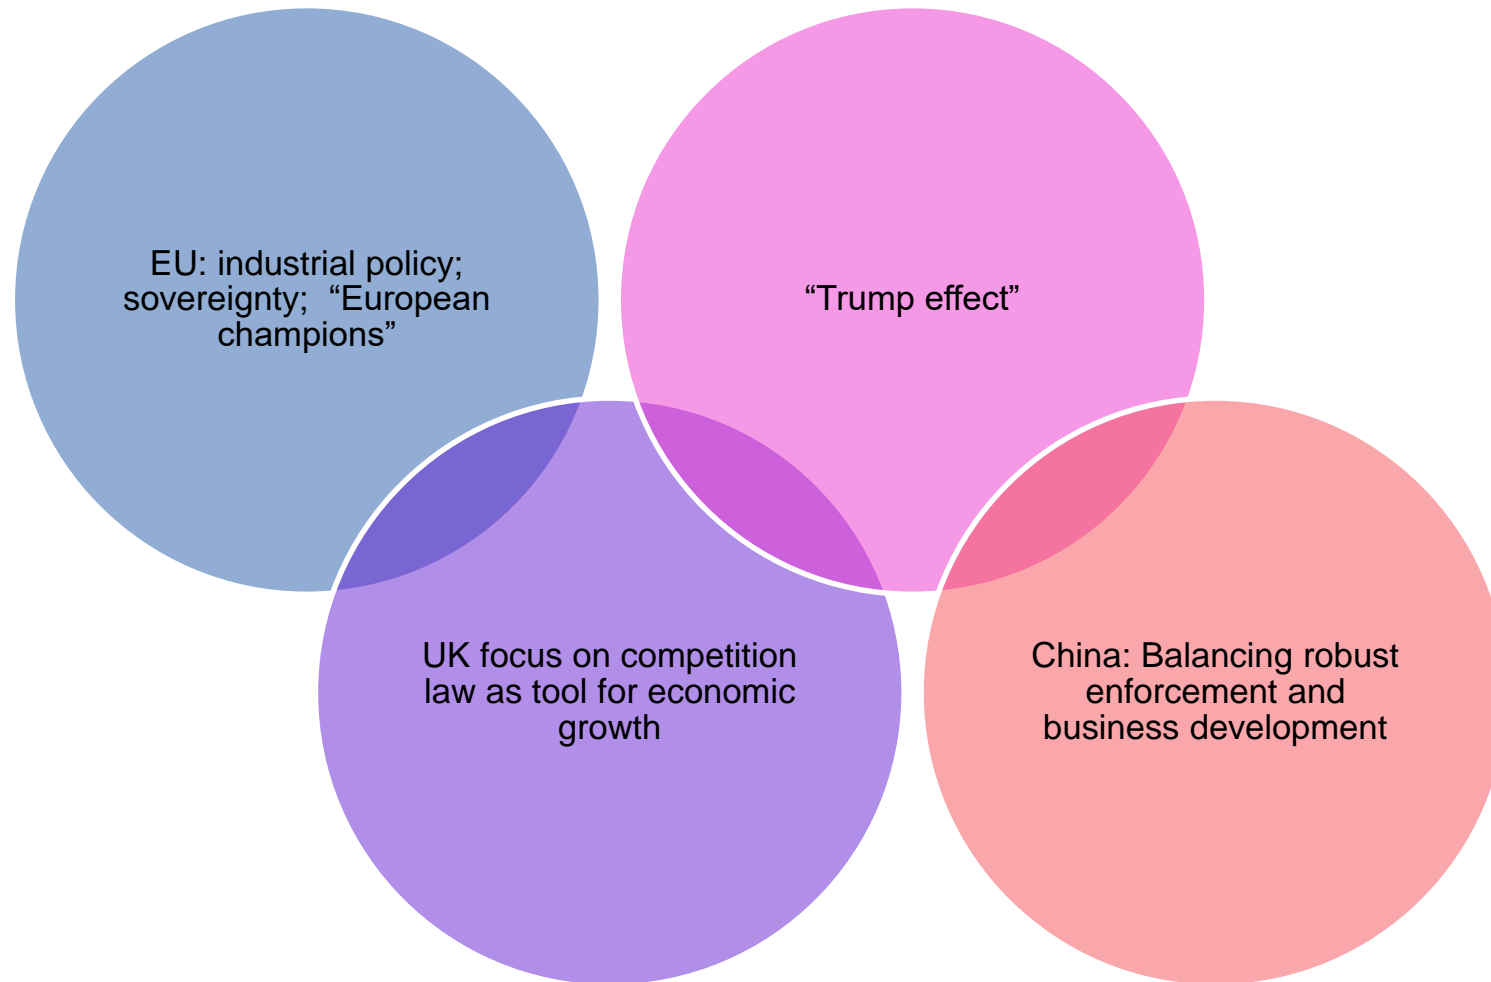 EU: industrial policy;
sovereignty;  “European
champions”
“Trump effect”
UK focus on competition
law as tool for economic
growth
China: Balancing robust
enforcement and
business development